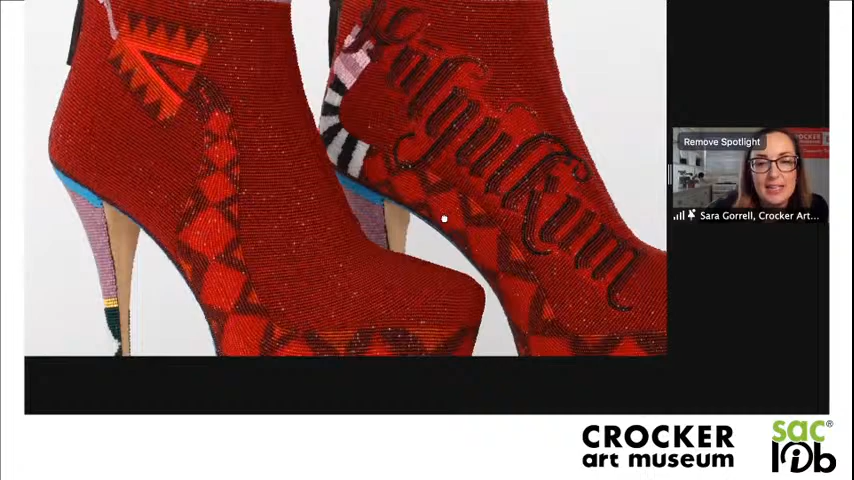 Remove Spotlight
Sara Gorrell, Crocker Art...
CROCKER
art museum
sac®
lib